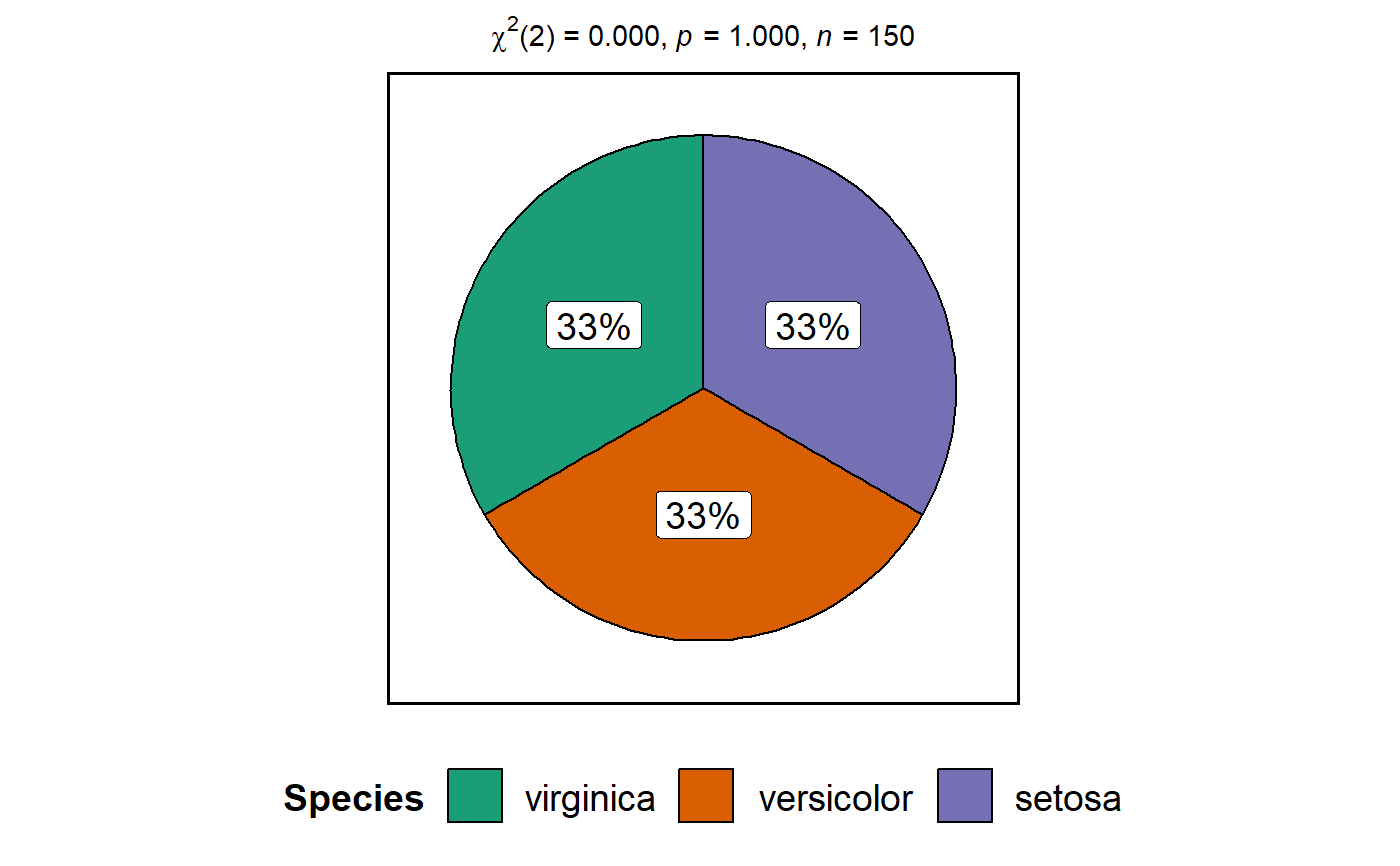 χ²(2) = 0.000, p = 1.000, n = 150
33% 33%
33%
Species virginica versicolor setosa